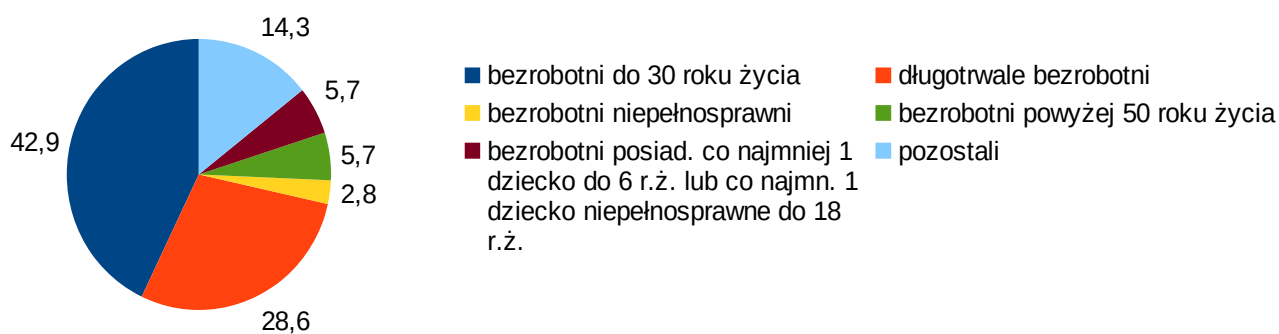 14,3
5,7
42,9
5,7
2,8
28,6
bezrobotni do 30 roku życia
długotrwale bezrobotni
bezrobotni niepełnosprawni
bezrobotni powyżej 50 roku życia
bezrobotni posiad. co najmniej 1
dziecko do 6 r.ż. lub co najmn. 1
dziecko niepełnosprawne do 18
r.ż.
pozostali